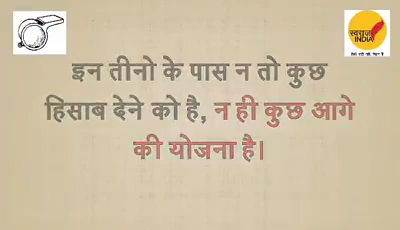 स्वराज
INDIA
इन तीनो के पास न तो कुछ
हिसाब देने को है, न ही कुछ आगे
की योजना है।